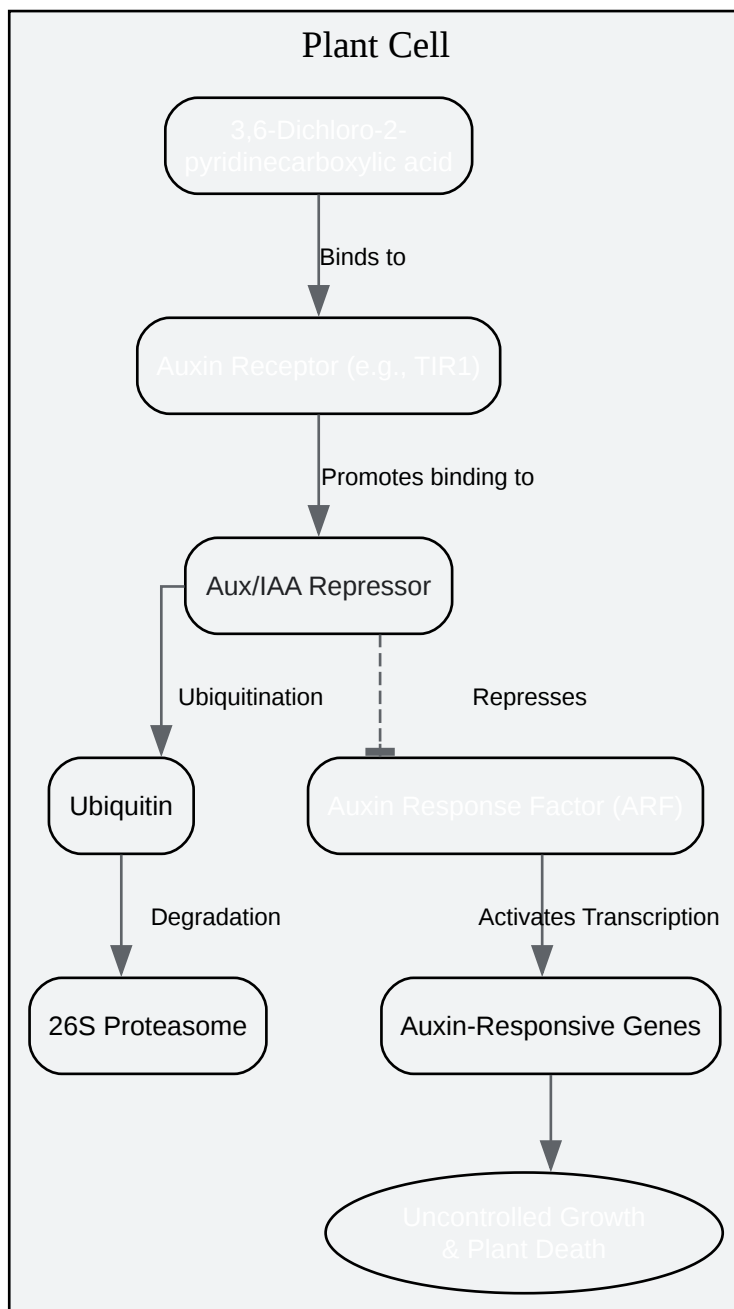 Plant Cell
3,6-Dichloro-2-
pyridinecarboxylic acid
Binds to
Auxin Receptor (e.g., TIR1)
Promotes binding to
Aux/IAA Repressor
Ubiquitination
Represses
Ubiquitin
Auxin Response Factor (ARF)
Degradation
Activates Transcription
26S Proteasome
Auxin-Responsive Genes
Uncontrolled Growth
& Plant Death